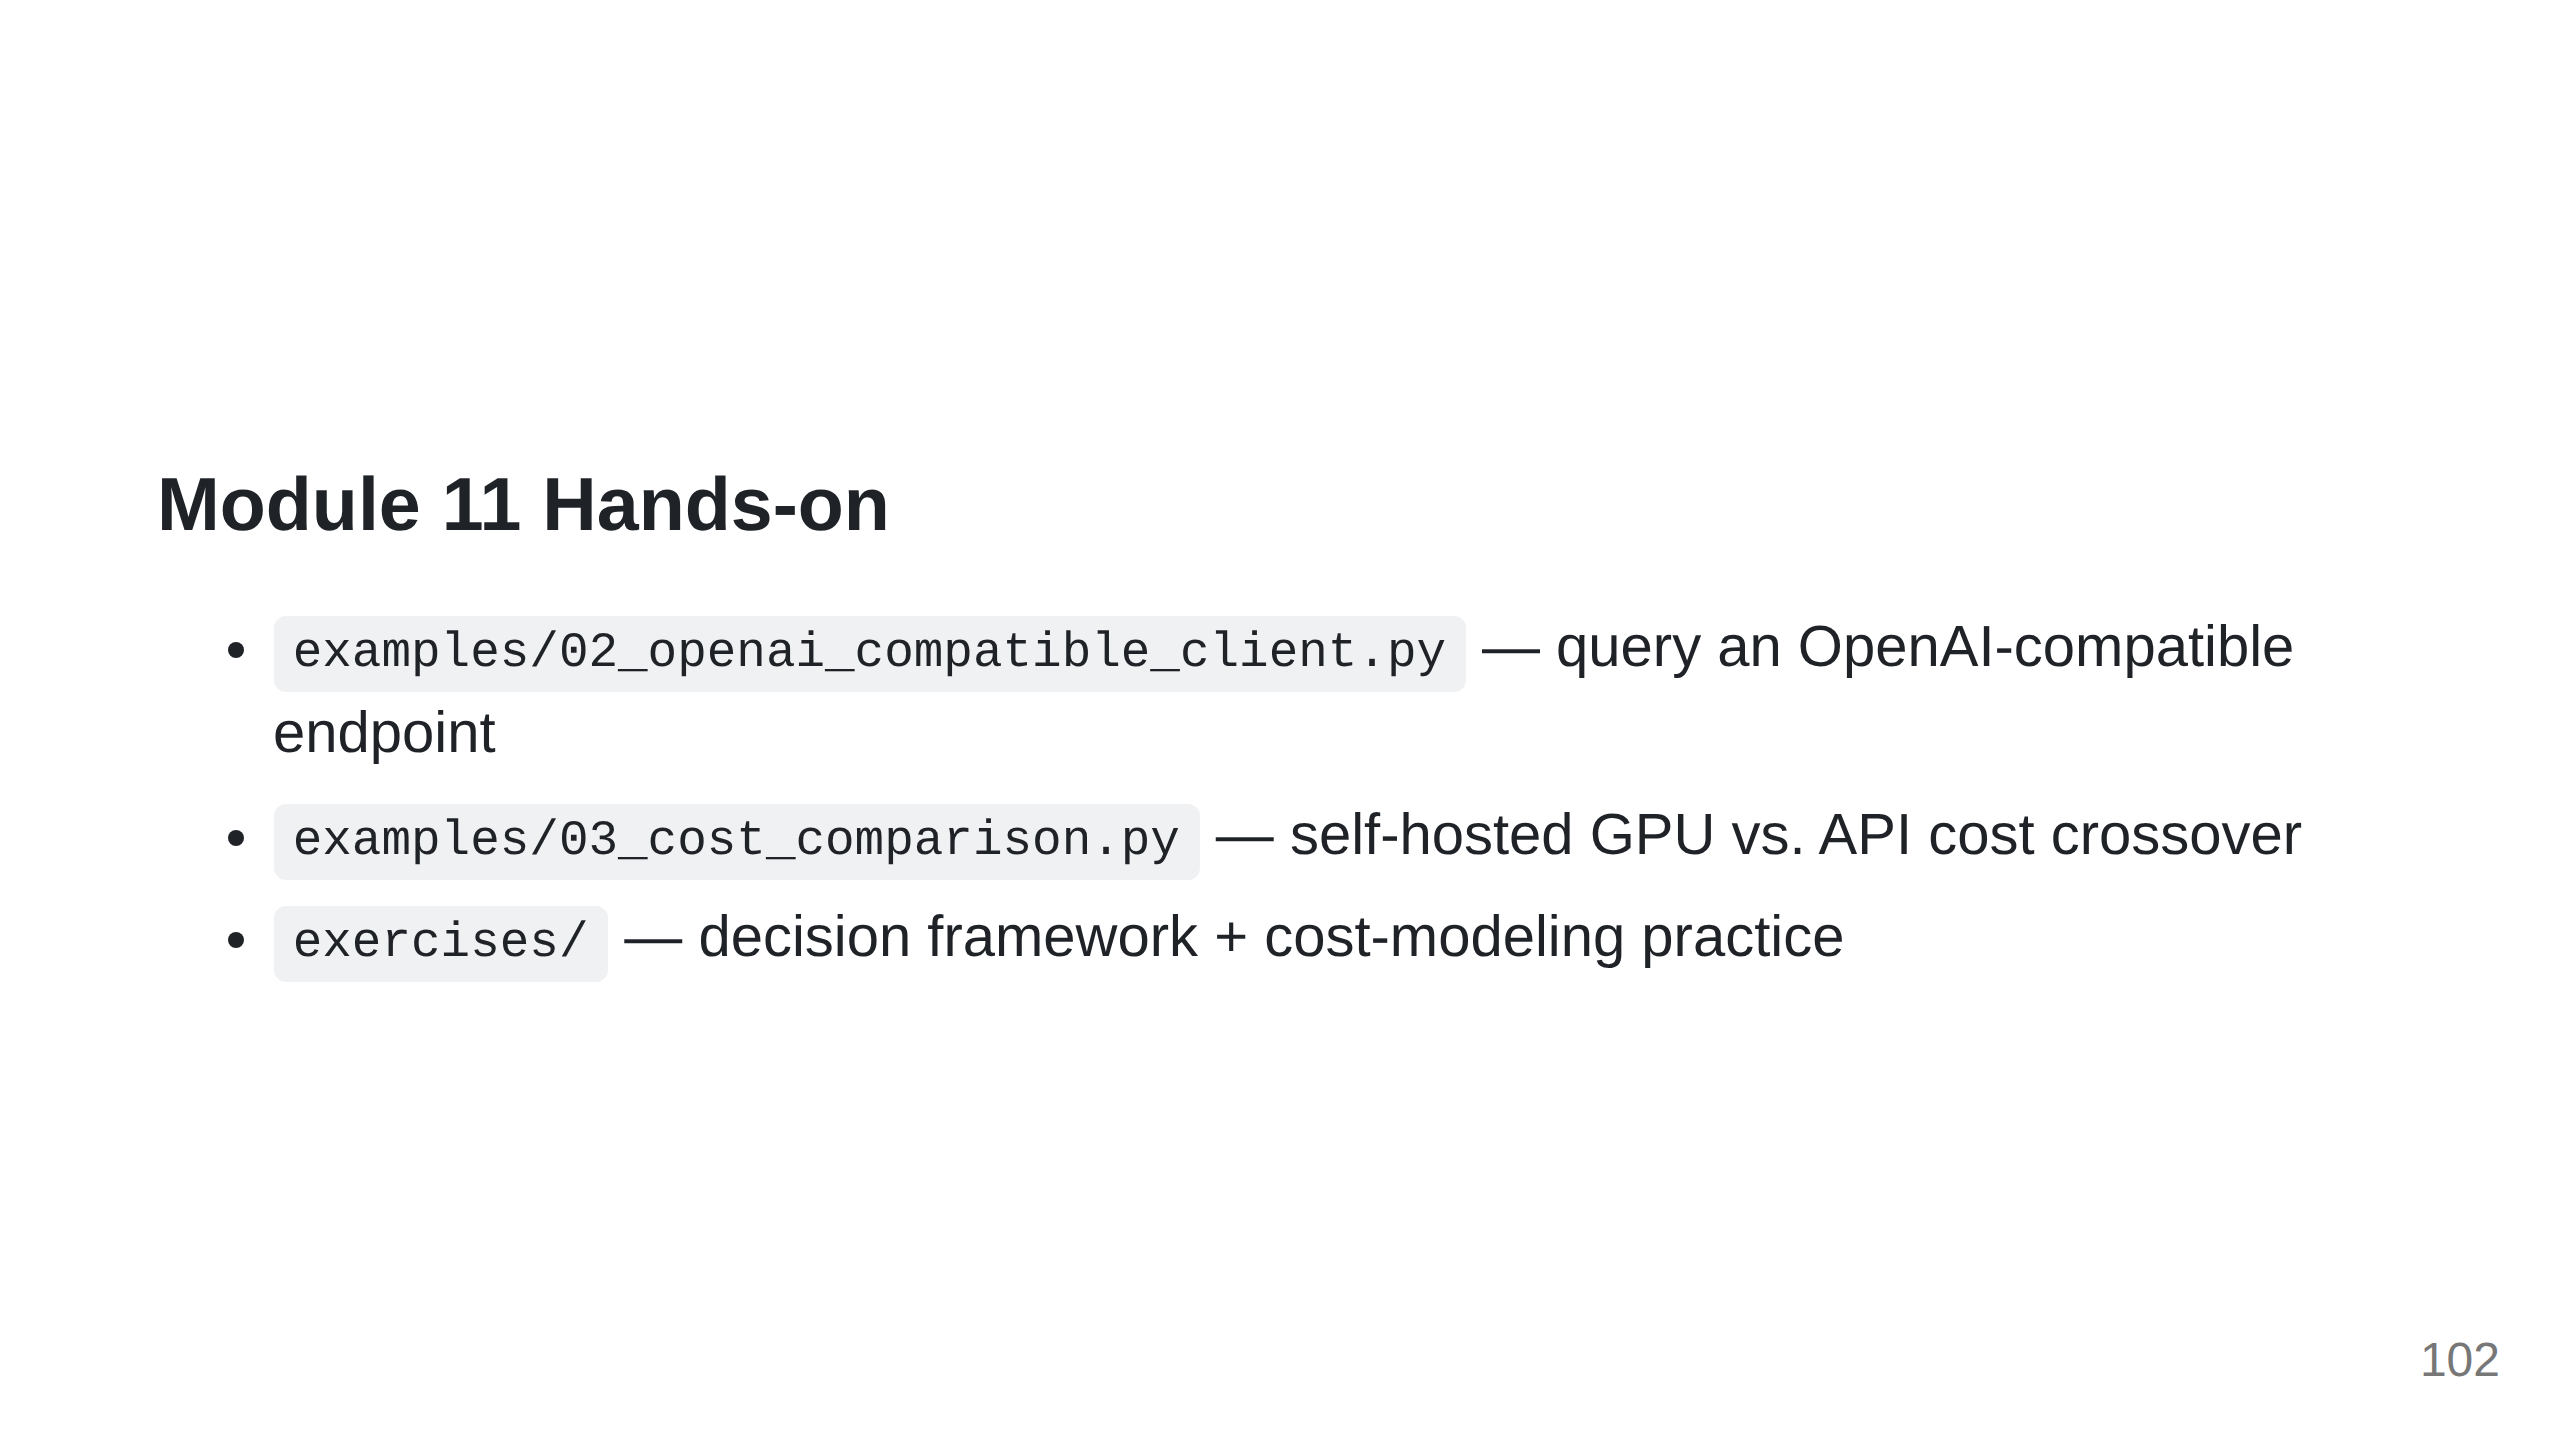 Module 11 Hands-on
• examples/02_openai_compatible_client.py — query an OpenAI-compatible
endpoint
• examples/03_cost_comparison.py — self-hosted GPU vs. API cost crossover
• exercises/ — decision framework + cost-modeling practice
102